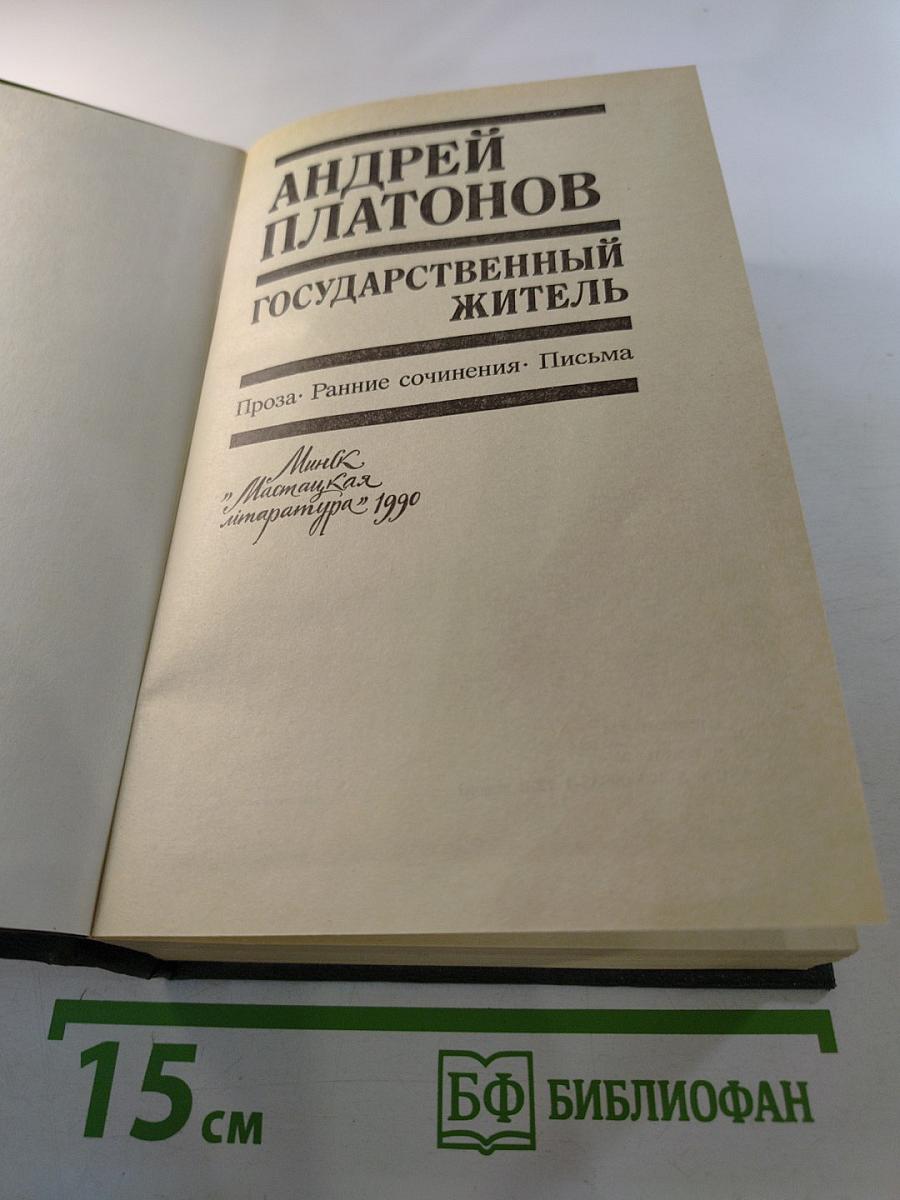 АНДРЕЙ
ПЛАТОНОВ
ГОСУДАРСТВЕННЫЙ
ЖИТЕЛЬ
Проза· Ранние сочинения· Письма
Минск
„Мастацкая
літаратура” 1990
15 см
БФ БИБЛИОФАН